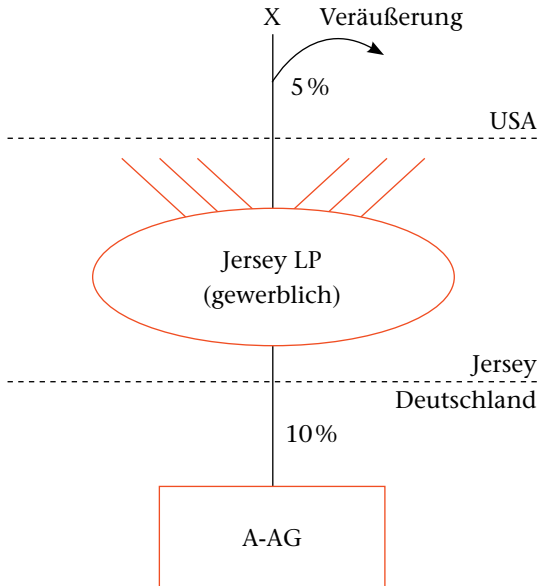 X
Veräußerung
5 %
USA
Jersey LP
(gewerblich)
Jersey
Deutschland
10 %
A-AG